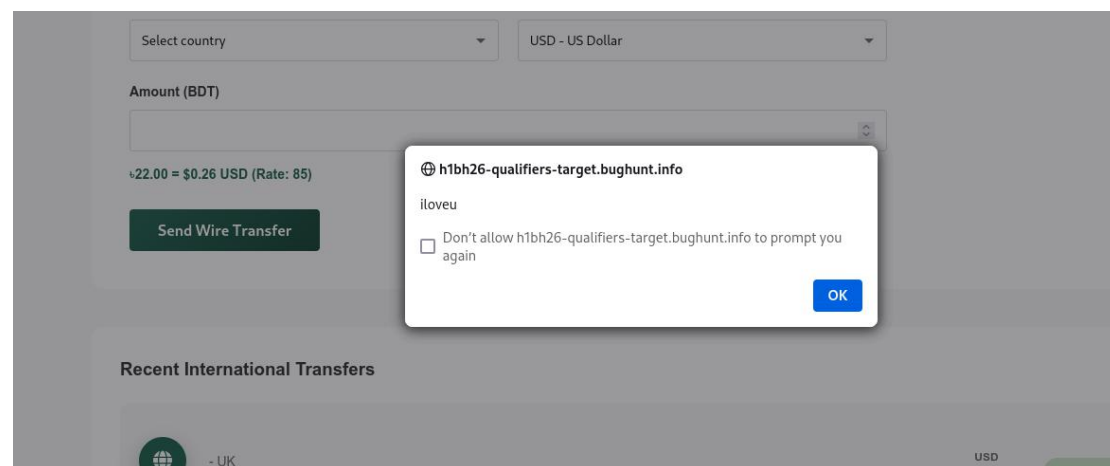 Select country
USD - US Dollar
Amount (BDT)
৳22.00 = $0.26 USD (Rate: 85)
Send Wire Transfer
h1bh26-qualifiers-target.bughunt.info
iloveu
Don't allow h1bh26-qualifiers-target.bughunt.info to prompt you
again
OK
Recent International Transfers
- UK
USD